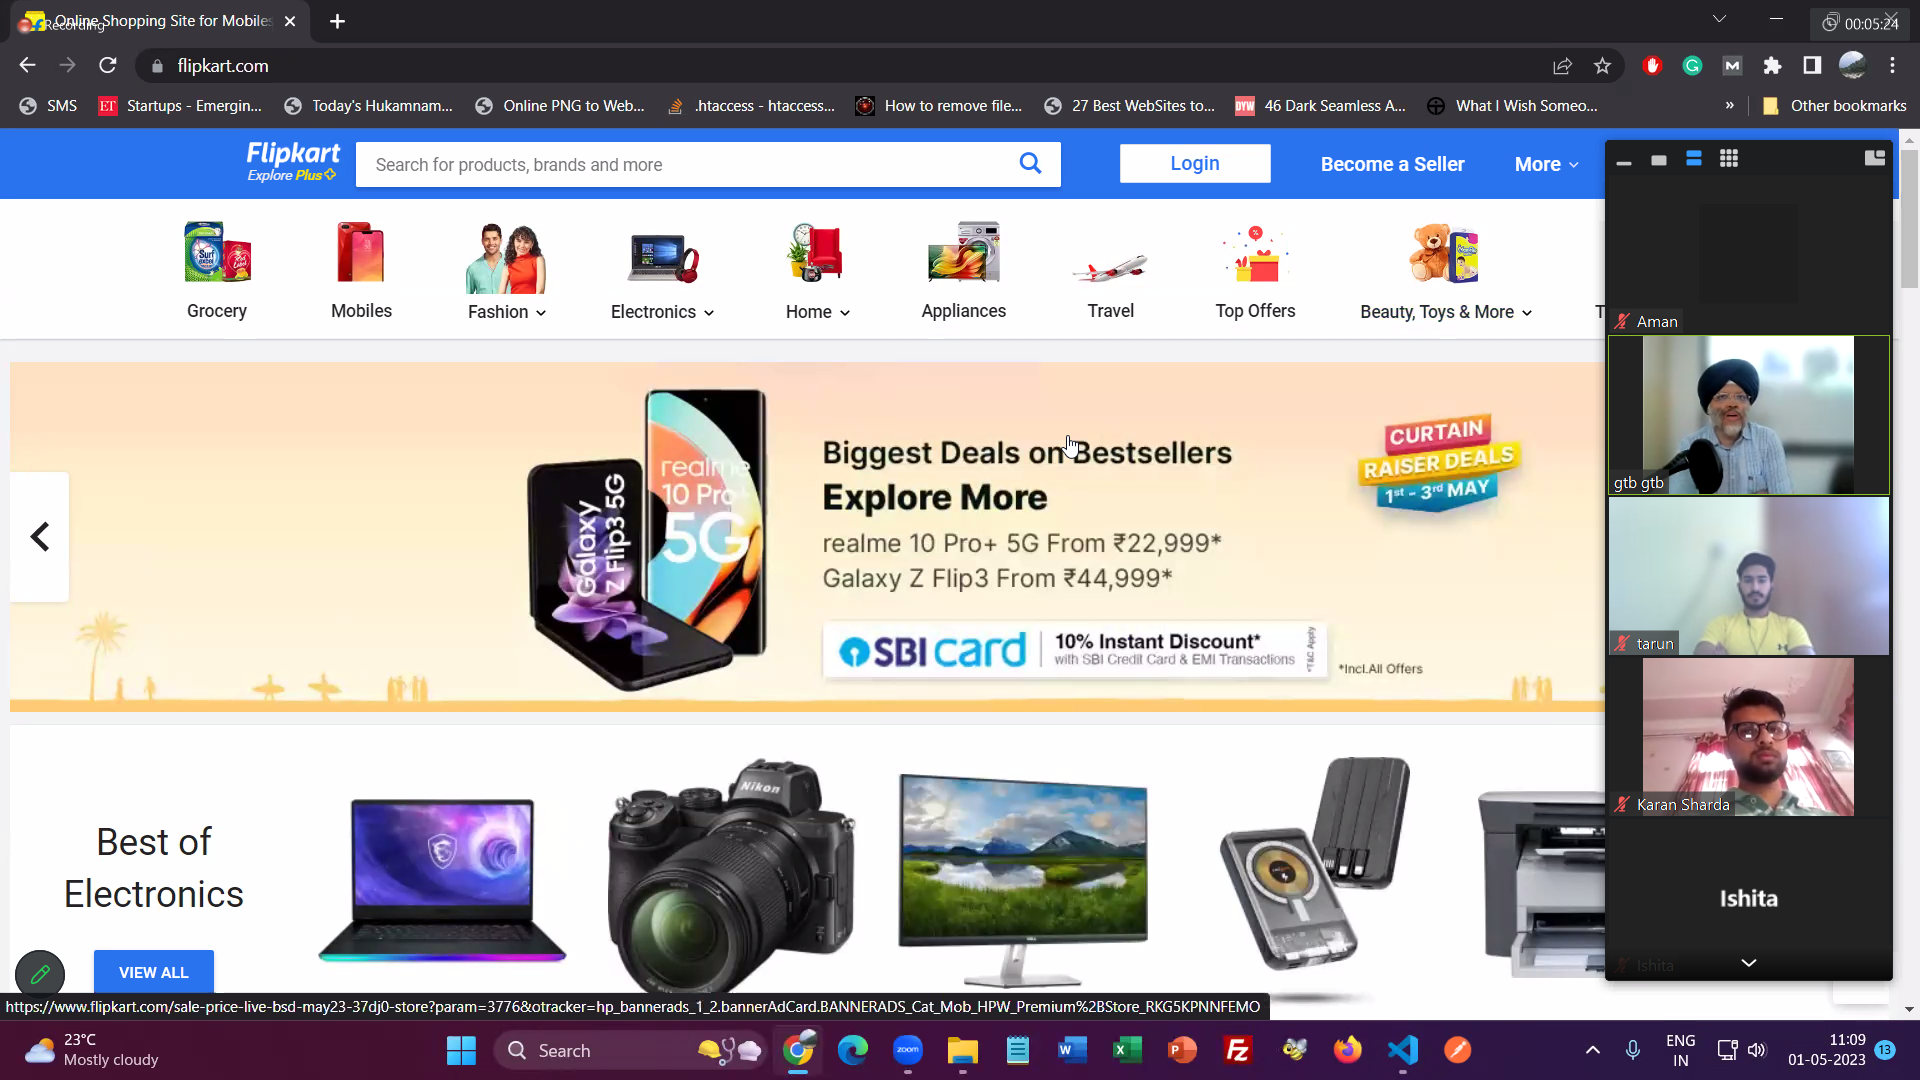 Online Shopping Site for Mobiles
Recording
00:05:24
flipkart.com
SMS
ET Startups - Emergin...
Today's Hukamnam...
Online PNG to Web...
.htaccess - htaccess...
How to remove file...
27 Best WebSites to...
DYW 46 Dark Seamless A...
What I Wish Someo...
» Other bookmarks
Flipkart
Explore Plus
Search for products, brands and more
Login
Become a Seller
More
Grocery
Mobiles
Fashion
Electronics
Home
Appliances
Travel
Top Offers
Beauty, Toys & More
T
Aman
gtb gtb
tarun
Karan Sharda
Ishita
Ishita
Galaxy
Z Flip3 5G
realme
10 Pro+
5G
Biggest Deals on Bestsellers
Explore More
realme 10 Pro+ 5G From ₹22,999*
Galaxy Z Flip3 From ₹44,999*
CURTAIN
RAISER DEALS
1st - 3rd MAY
SBI card
10% Instant Discount*
with SBI Credit Card & EMI Transactions
*T&C Apply
*Incl.All Offers
Best of
Electronics
VIEW ALL
Nikon
https://www.flipkart.com/sale-price-live-bsd-may23-37dj0-store?param=3776&otracker=hp_bannerads_1_2.bannerAdCard.BANNERADS_Cat_Mob_HPW_Premium%2BStore_RKG5KPNNFEMO
23°C
Mostly cloudy
Search
zoom
ENG
IN
11:09
01-05-2023
13